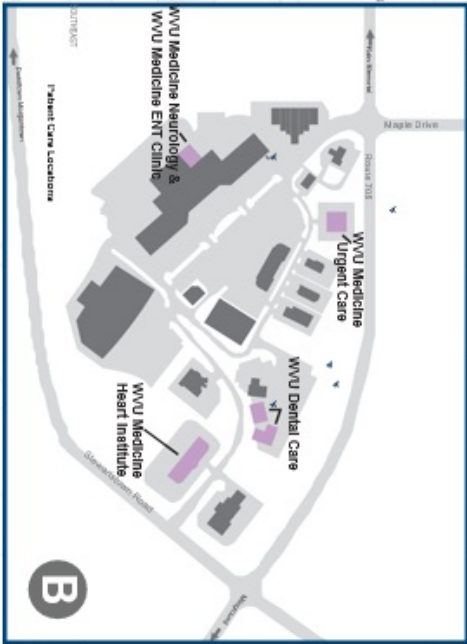 SOUTHEAST
WVU Medicine Neurology &
WVU Medicine ENT Clinic
Patient Care Locations
Maple Drive
Route 705
WVU Medicine
Urgent Care
WVU Dental Care
WVU Medicine
Heart Institute
Stewartstown Road
B